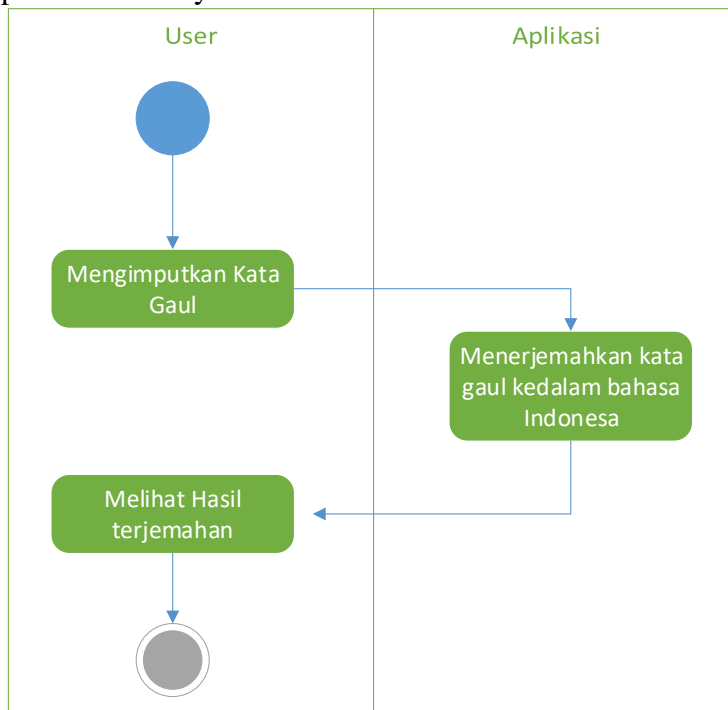 User
Aplikasi
Mengimputkan Kata
Gaul
Menerjemahkan kata
gaul kedalam bahasa
Indonesa
Melihat Hasil
terjemahan